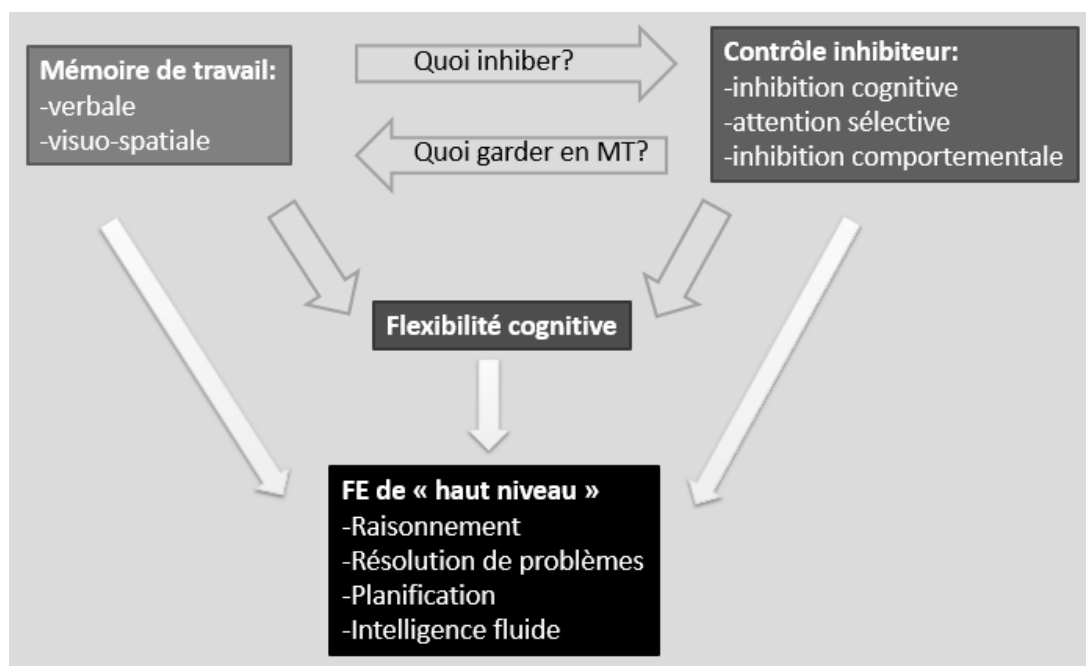 Mémoire de travail:
-verbale
-visuo-spatiale
Quoi inhiber?
Quoi garder en MT?
Contrôle inhibiteur:
-inhibition cognitive
-attention sélective
-inhibition comportementale
Flexibilité cognitive
FE de « haut niveau »
-Raisonnement
-Résolution de problèmes
-Planification
-Intelligence fluide